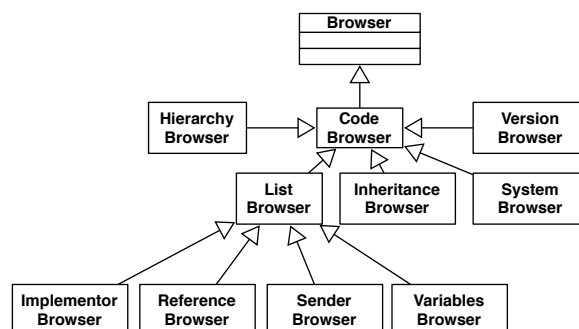 Browser
Hierarchy
Browser
Code
Browser
Version
Browser
List
Browser
Inheritance
Browser
System
Browser
Implementor
Browser
Reference
Browser
Sender
Browser
Variables
Browser